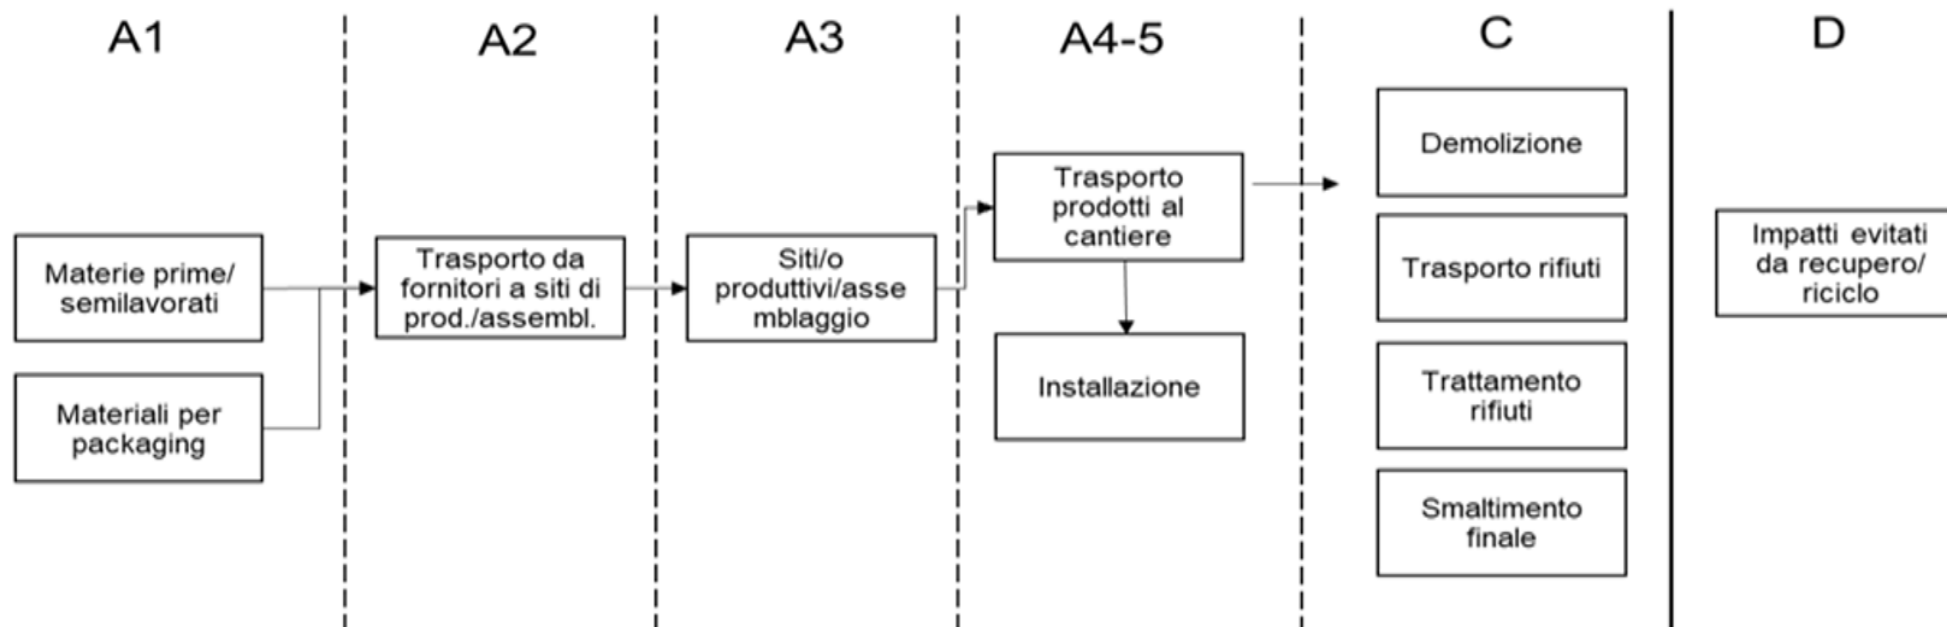 A1
A2
A3
A4-5
C
D
Materie prime/
semilavorati
Materiali per
packaging
Trasporto da
fornitori a siti di
prod./assembl.
Siti/o
produttivi/asse
mblaggio
Trasporto
prodotti al
cantiere
Installazione
Demolizione
Trasporto rifiuti
Trattamento
rifiuti
Smaltimento
finale
Impatti evitati
da recupero/
riciclo